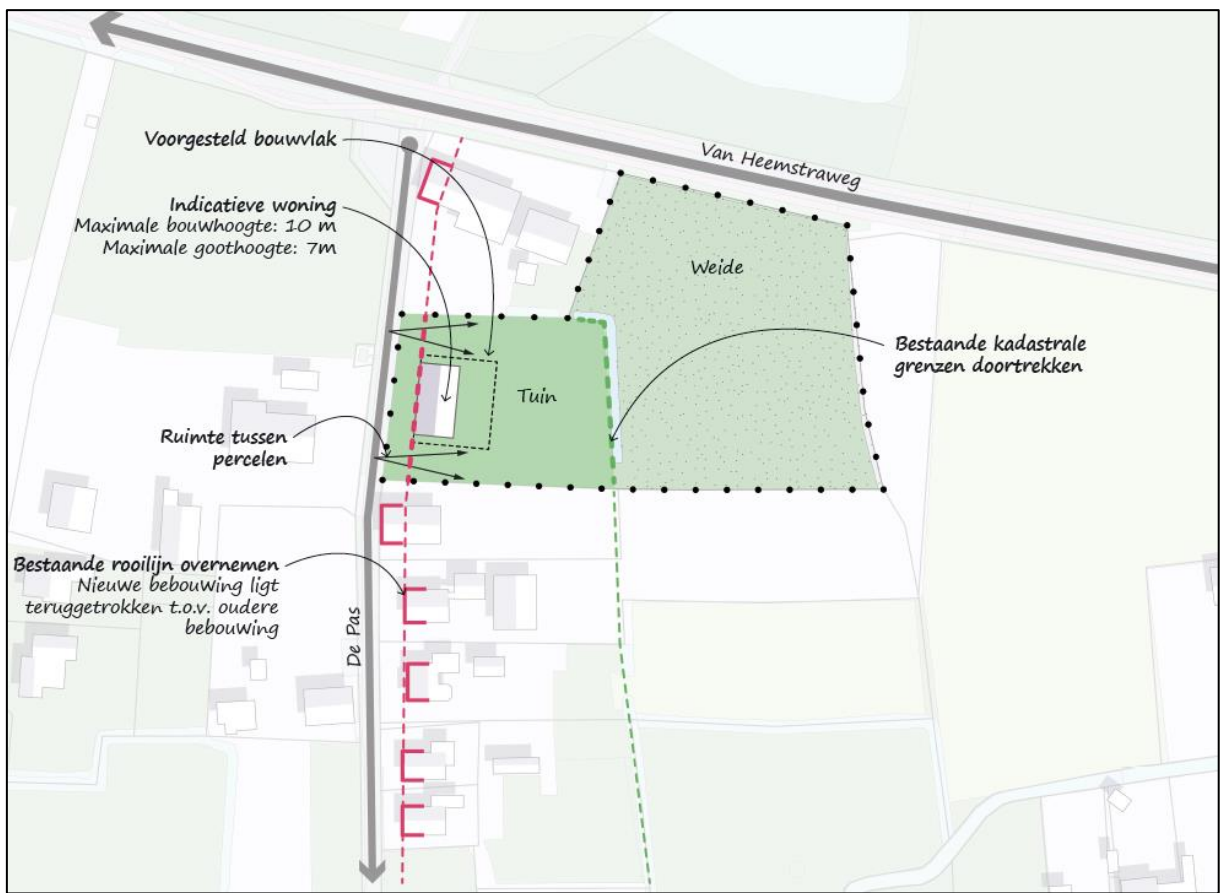 Voorgesteld bouwvlak
Van Heemstraweg
Indicatieve woning
Maximale bouwhoogte: 10 m
Maximale goothoogte: 7m
Weide
Bestaande kadastrale
grenzen doortrekken
Tuin
Ruimte tussen
percelen
Bestaande rooilijn overnemen
Nieuwe bebouwing ligt
teruggetrokken t.o.v. oudere
bebouwing
De Pas